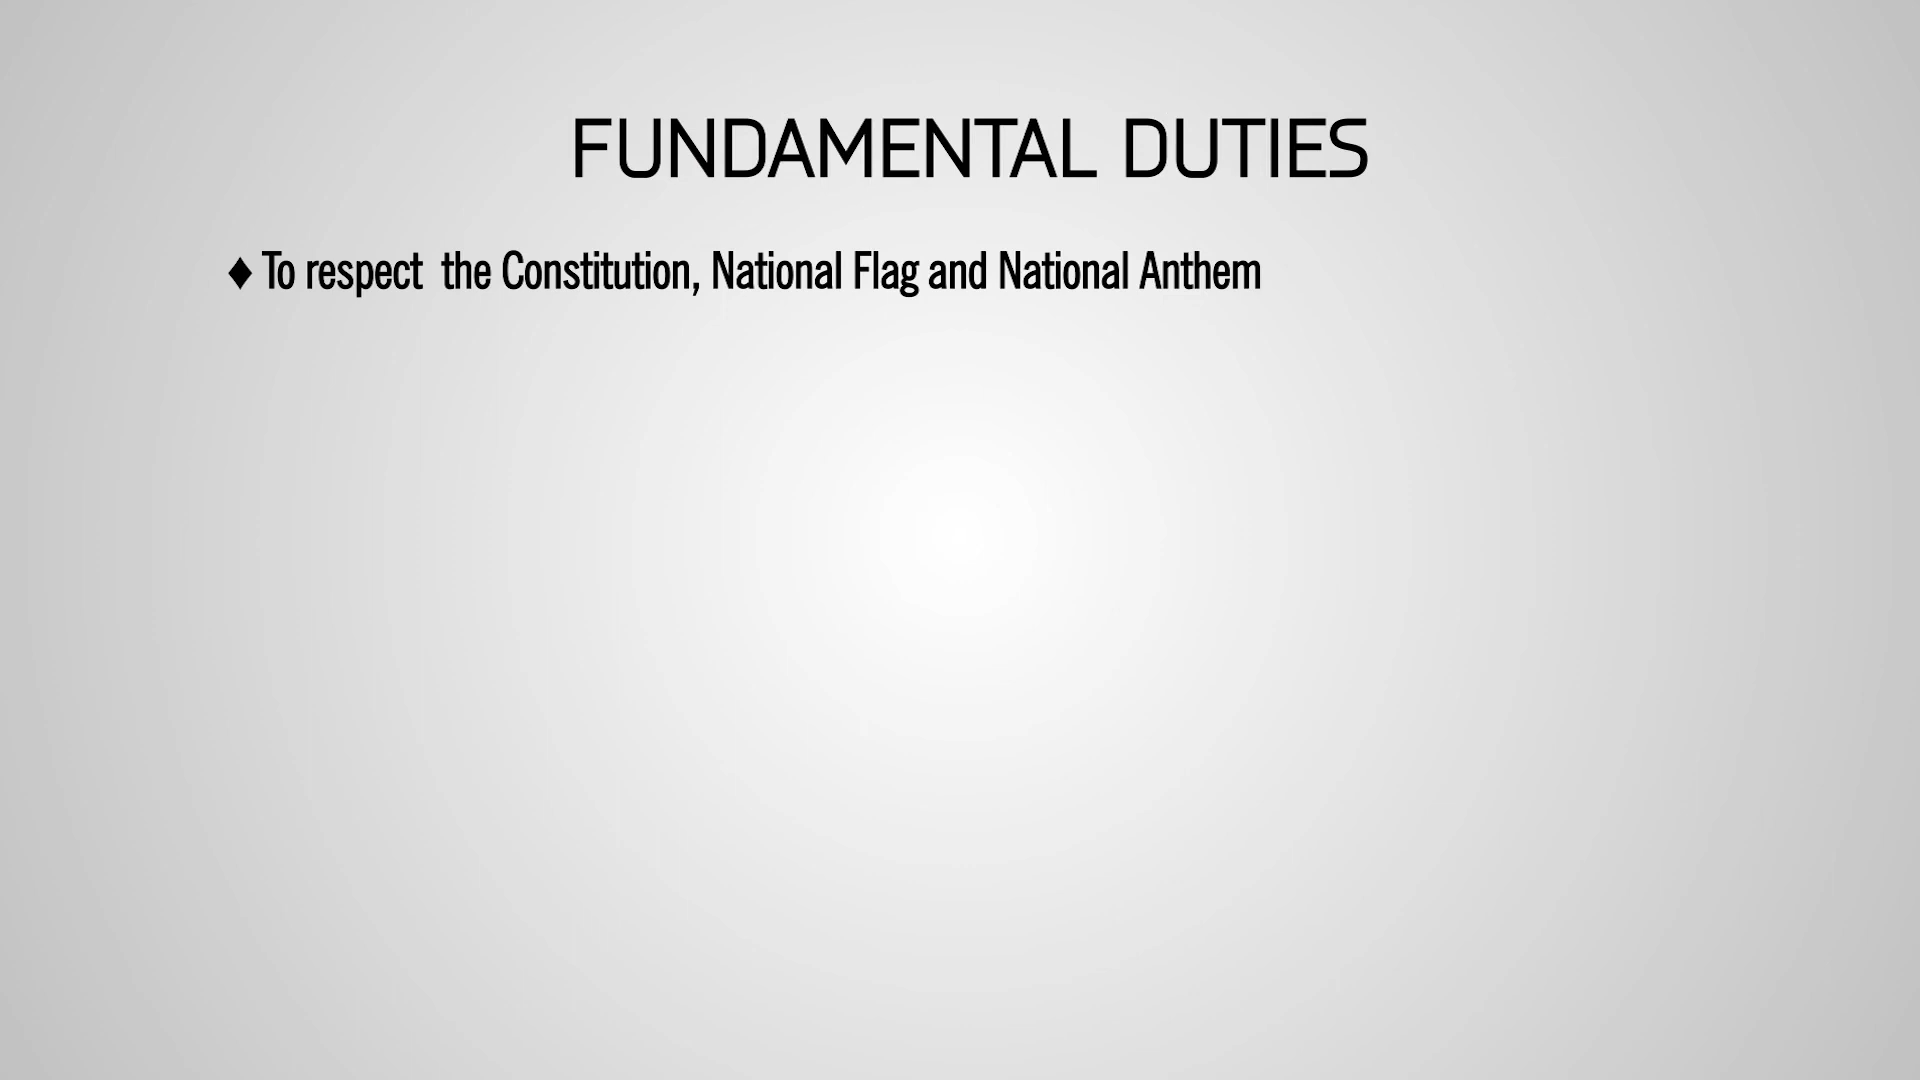 FUNDAMENTAL DUTIES
♦ To respect  the Constitution, National Flag and National Anthem